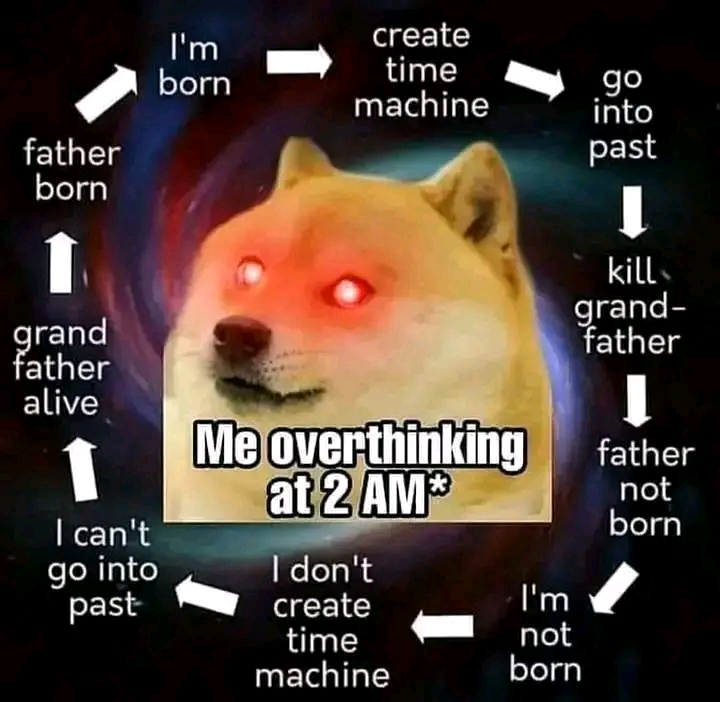 I'm
born
create
time
machine
go
into
past
kill
grand-
father
father
not
born
I'm
not
born
I don't
create
time
machine
I can't
go into
past
grand
father
alive
father
born
Me overthinking
at 2 AM*